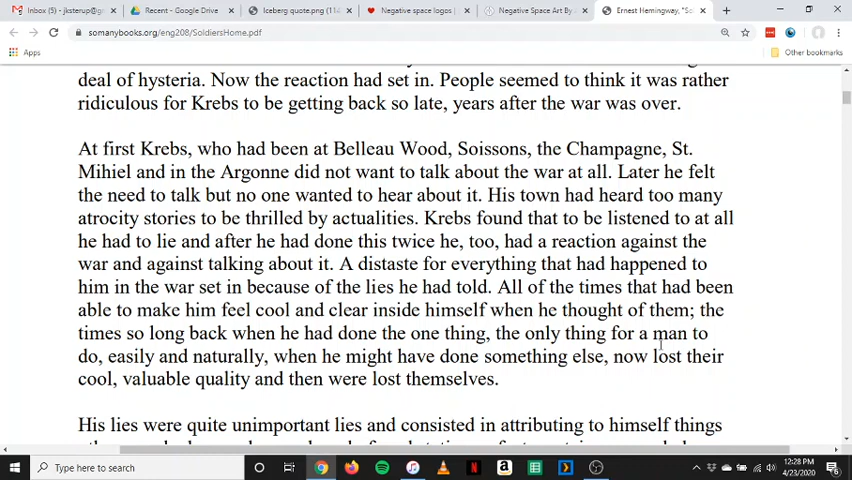 Inbox (5) - jksterup@g
Recent - Google Drive
Iceberg quote.png (11
Negative space logos
Negative Space Art By
Ernest Hemingway, "So
somanybooks.org/eng208/SoldiersHome.pdf
Apps
Other bookmarks
deal of hysteria. Now the reaction had set in. People seemed to think it was rather
ridiculous for Krebs to be getting back so late, years after the war was over.
At first Krebs, who had been at Belleau Wood, Soissons, the Champagne, St.
Mihiel and in the Argonne did not want to talk about the war at all. Later he felt
the need to talk but no one wanted to hear about it. His town had heard too many
atrocity stories to be thrilled by actualities. Krebs found that to be listened to at all
he had to lie and after he had done this twice he, too, had a reaction against the
war and against talking about it. A distaste for everything that had happened to
him in the war set in because of the lies he had told. All of the times that had been
able to make him feel cool and clear inside himself when he thought of them; the
times so long back when he had done the one thing, the only thing for a man to
do, easily and naturally, when he might have done something else, now lost their
cool, valuable quality and then were lost themselves.
His lies were quite unimportant lies and consisted in attributing to himself things
Type here to search
12:28 PM
4/23/2020